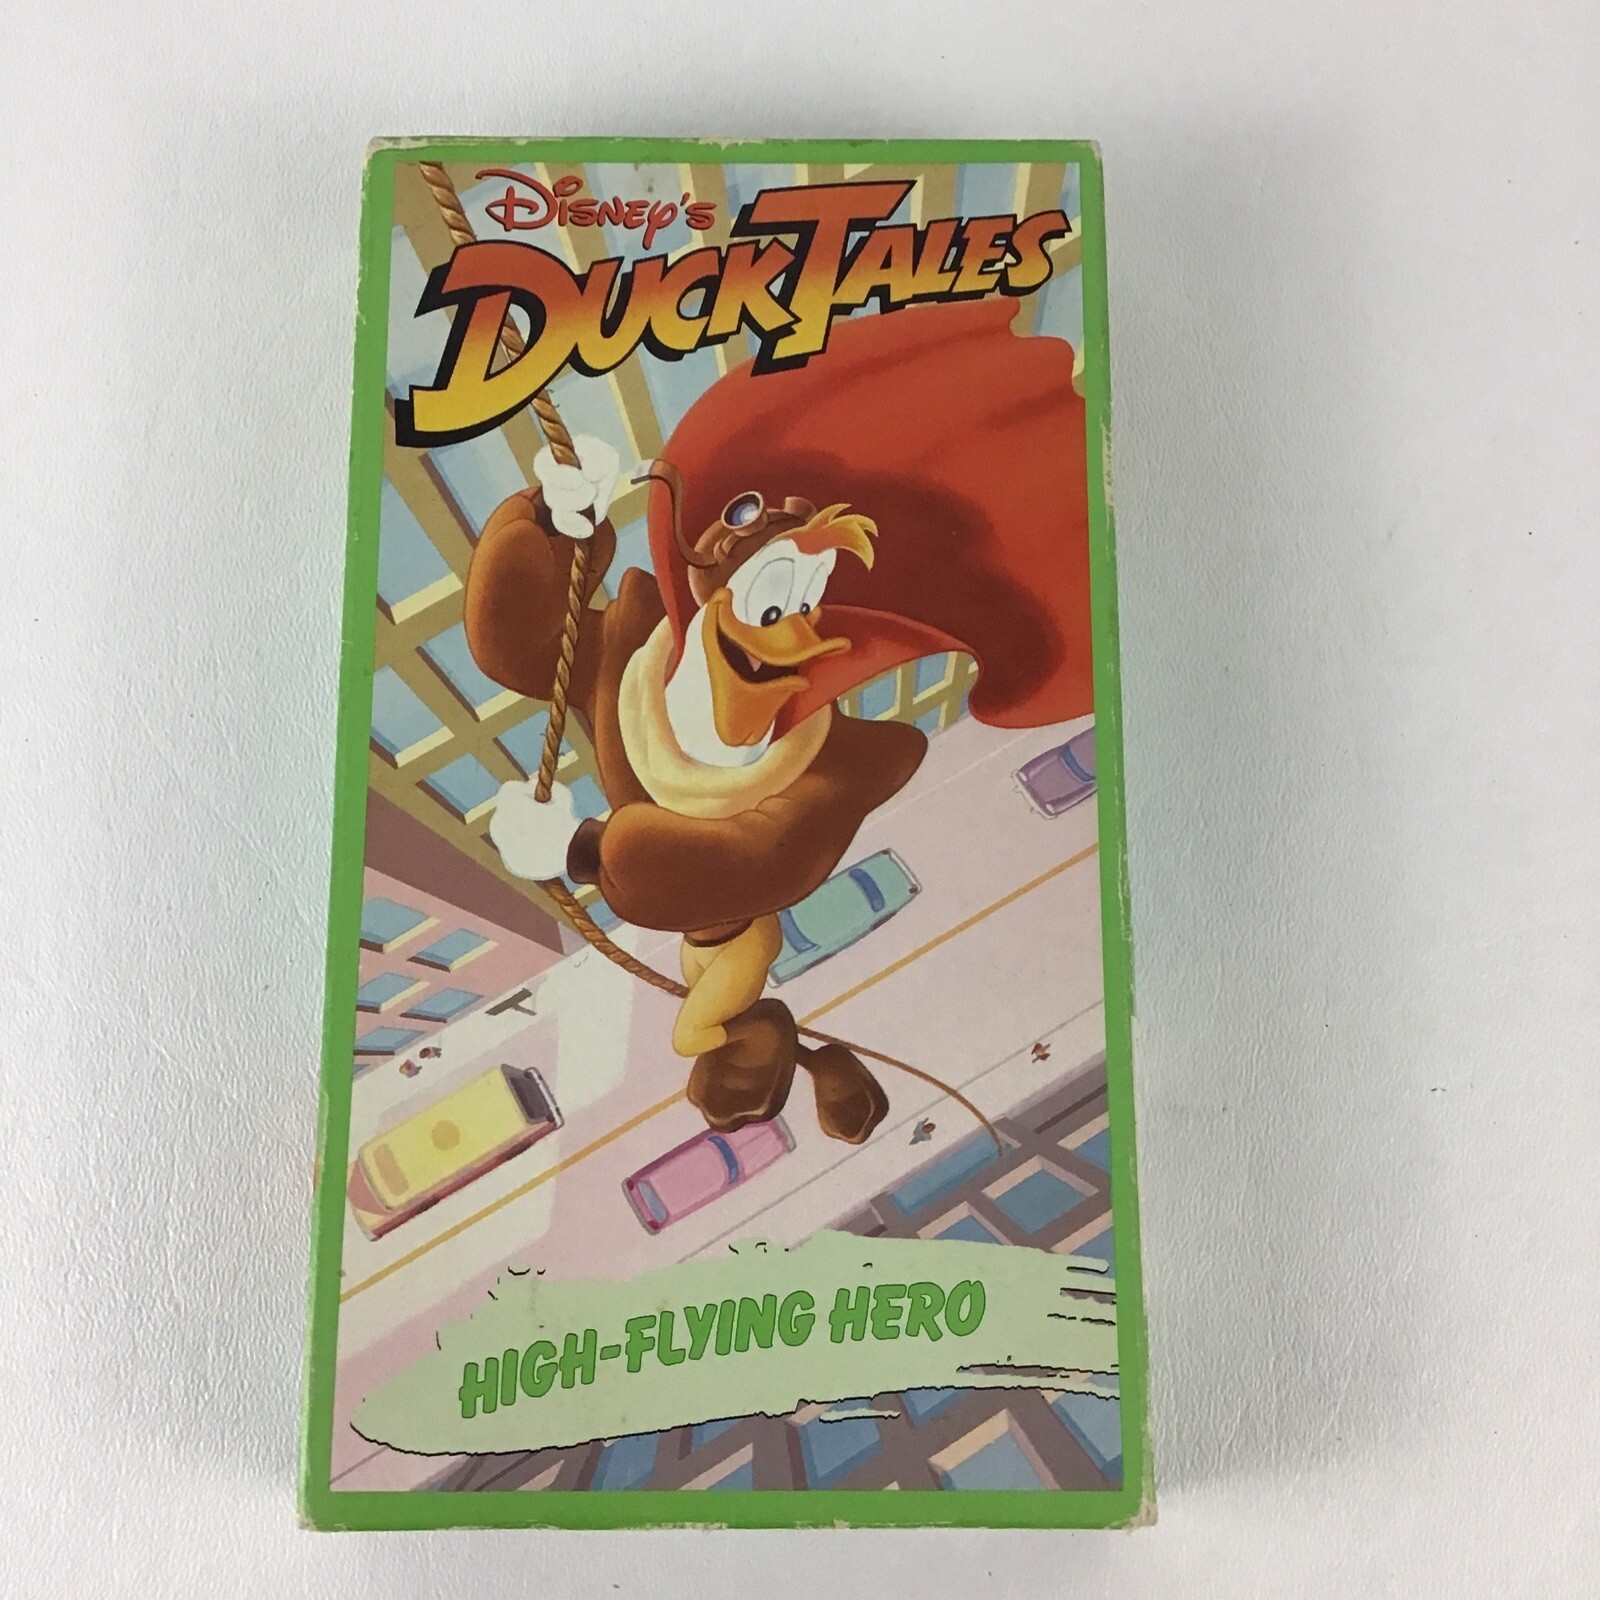 DISNEY'S
DUCKTALES
HIGH-FLYING HERO